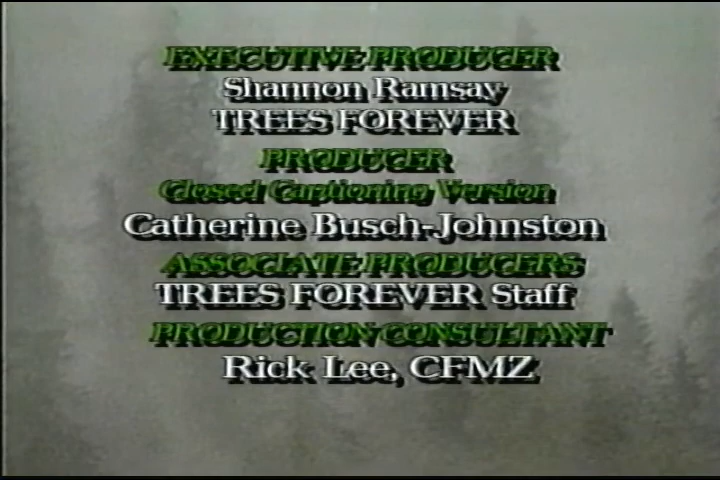 EXECUTIVE PRODUCER
Shannon Ramsay
TREES FOREVER
PRODUCER
Closed Captioning Version
Catherine Busch-Johnston
ASSOCIATE PRODUCERS
TREES FOREVER Staff
PRODUCTION CONSULTANT
Rick Lee, CFMZ